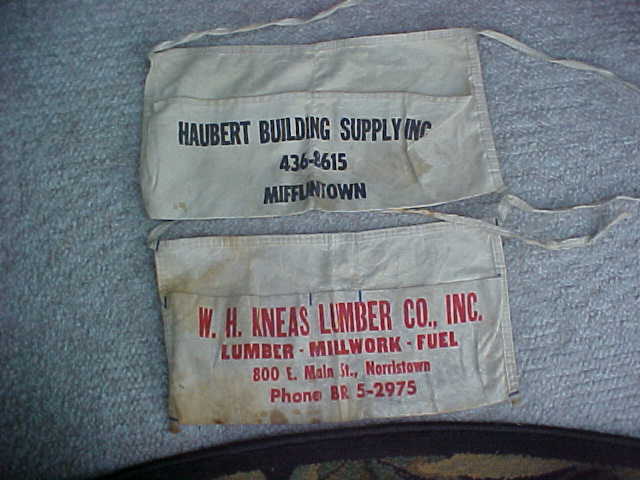 HAUBERT BUILDING SUPPLY INC
436-8615
MIFFLINTOWN
W. H. KNEAS LUMBER CO., INC.
LUMBER - MILLWORK - FUEL
800 E. Main St., Norristown
Phone BR 5-2975